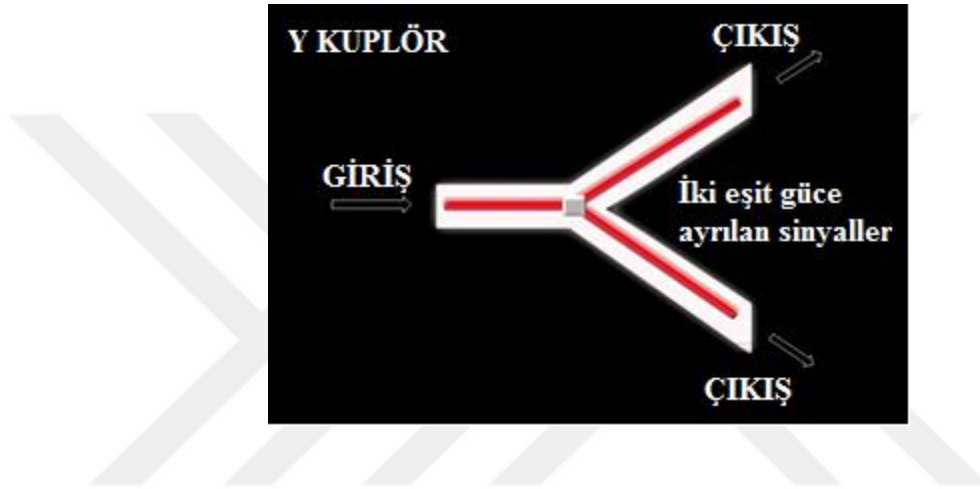 Y KUPLÖR
ÇIKIŞ
GİRİŞ
İki eşit güce
ayrılan sinyaller
ÇIKIŞ